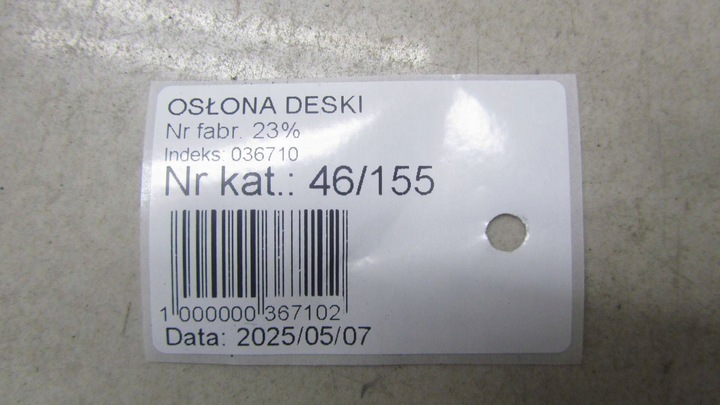 OSŁONA DESKI
Nr fabr. 23%
Indeks: 036710
Nr kat.: 46/155
1 000000 367102
Data: 2025/05/07